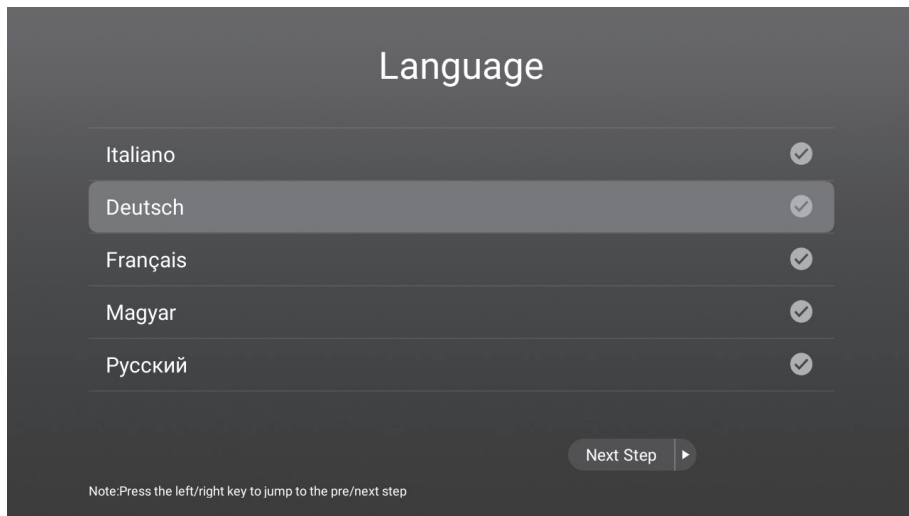 Language
Italiano
Deutsch
Français
Magyar
Русский
Next Step
Note:Press the left/right key to jump to the pre/next step